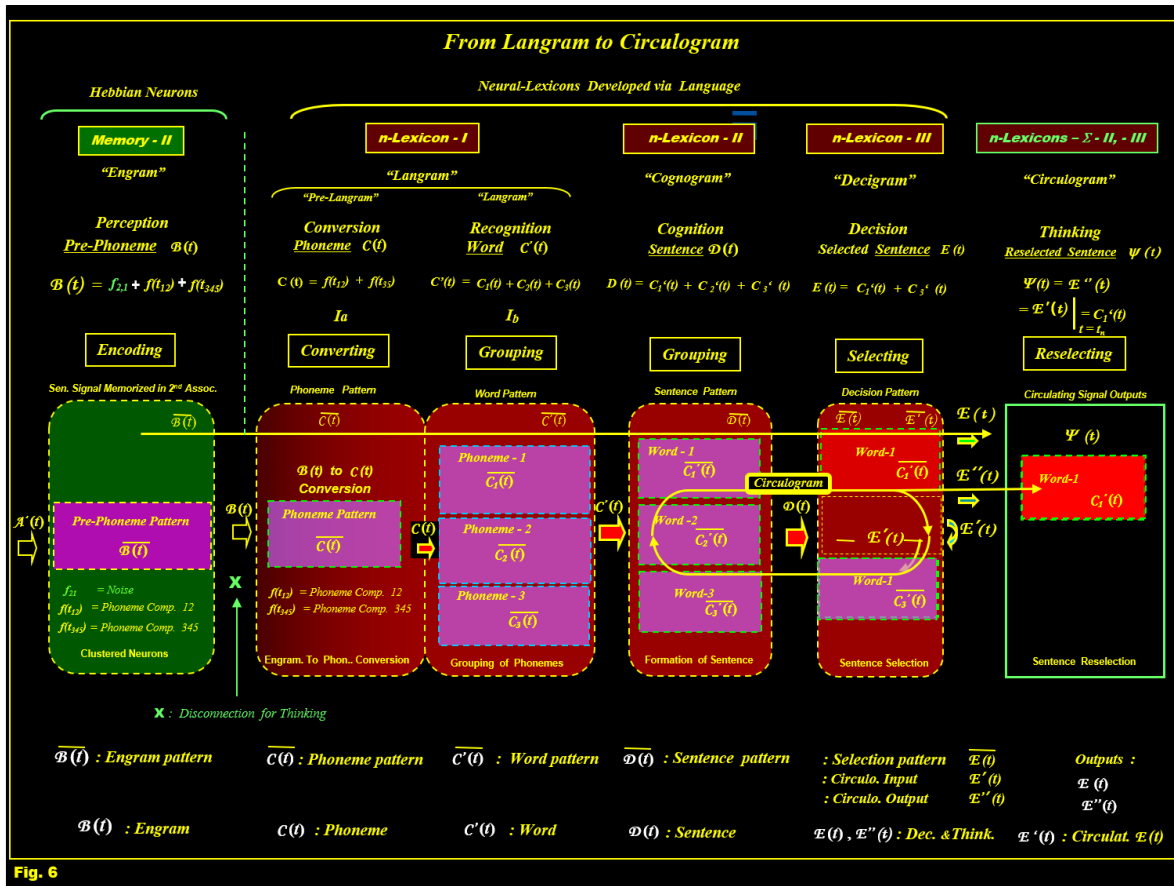 From Langram to Circulogram
Hebbian Neurons
Neural-Lexicons Developed via Language
Memory - II
n-Lexicon - I
n-Lexicon - II
n-Lexicon - III
n-Lexicons – Σ - II, - III
“Engram”
“Langram”
“Cognogram”
“Decigram”
“Circulogram”
“Pre-Langram”
“Langram”
Perception
Conversion
Recognition
Cognition
Decision
Thinking
Pre-Phoneme B(t)
Phoneme C(t)
Word C'(t)
Sentence D(t)
Selected Sentence E(t)
Reselected Sentence Ψ(t)
B(t) = f2,1 + f(t12) + f(t345)
C(t) = f(t12) + f(t35)
C'(t) = C1(t) + C2(t) + C3(t)
D(t) = C1‘(t) + C2‘(t) + C3‘(t)
E(t) = C1‘(t) + C3‘(t)
Ψ(t) = E‘'(t)
= E'(t) | = C1‘(t)
t = tn
Ia
Ib
Encoding
Converting
Grouping
Grouping
Selecting
Reselecting
Sen. Signal Memorized in 2nd Assoc.
Phoneme Pattern
Word Pattern
Sentence Pattern
Decision Pattern
Circulating Signal Outputs
B(t)
C(t)
C'(t)
D(t)
E(t)
E'(t)
E(t)
Ψ(t)
B(t) to C(t)
Conversion
Phoneme - 1
C1(t)
Word - 1
C1'(t)
Word-1
C1'(t)
E''(t)
Word-1
C1'(t)
Circulogram
A'(t)
Pre-Phoneme Pattern
B(t)
B(t)
Phoneme Pattern
C(t)
C(t)
Phoneme - 2
C2(t)
C'(t)
Word -2
C2'(t)
D(t)
E'(t)
E'(t)
f21 = Noise
f(t12) = Phoneme Comp. 12
f(t345) = Phoneme Comp. 345
X
f(t12) = Phoneme Comp. 12
f(t345) = Phoneme Comp. 345
Phoneme - 3
C3(t)
Word-3
C3'(t)
Word-1
C3'(t)
Clustered Neurons
Engram. To Phon.. Conversion
Grouping of Phonemes
Formation of Sentence
Sentence Selection
Sentence Reselection
X : Disconnection for Thinking
B(t) : Engram pattern
C(t) : Phoneme pattern
C'(t) : Word pattern
D(t) : Sentence pattern
: Selection pattern E(t)
: Circulo. Input E'(t)
: Circulo. Output E''(t)
Outputs :
E(t)
E''(t)
B(t) : Engram
C(t) : Phoneme
C'(t) : Word
D(t) : Sentence
E(t) , E''(t) : Dec. &Think.
E‘(t) : Circulat. E(t)
Fig. 6